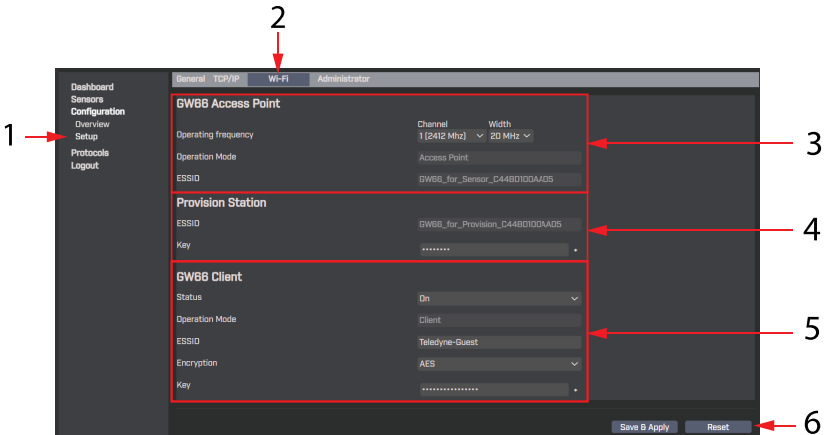 2
General TCP/IP Wi-Fi Administrator
Dashboard
Sensors
Configuration
Overview
Setup
Protocols
Logout
1
GW66 Access Point
Channel Width
Operating frequency 1 (2412 Mhz) 20 MHz
Operation Mode Access Point
ESSID GW66_for_Sensor_C44BD100AA05
3
Provision Station
ESSID GW66_for_Provision_C44BD100AA05
Key ••••••••
4
GW66 Client
Status On
Operation Mode Client
ESSID Teledyne-Guest
Encryption AES
Key ••••••••••••••••
5
Save & Apply Reset
6